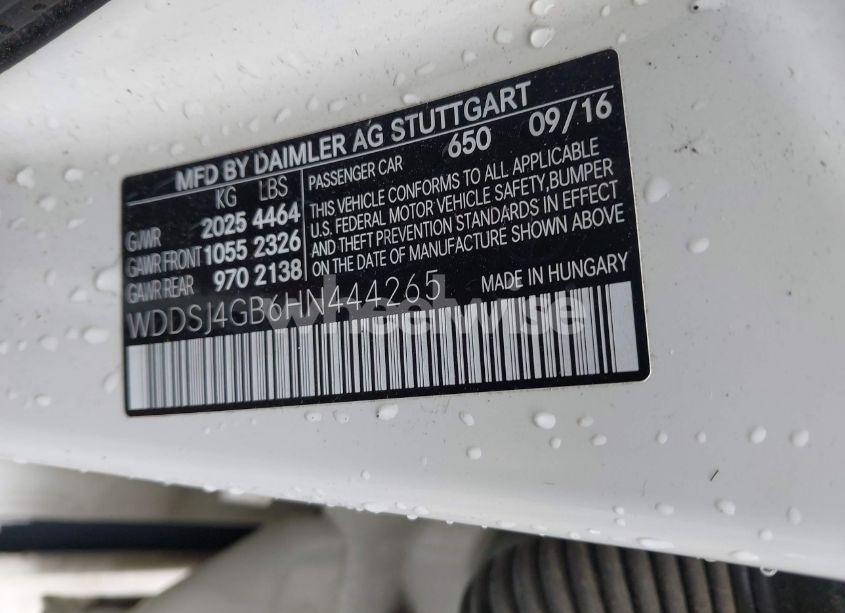 MFD BY DAIMLER AG STUTTGART
KG LBS
GVWR 2025 4464
GAWR FRONT 1055 2326
GAWR REAR 970 2138
PASSENGER CAR 650 09/16
THIS VEHICLE CONFORMS TO ALL APPLICABLE
U.S. FEDERAL MOTOR VEHICLE SAFETY, BUMPER
AND THEFT PREVENTION STANDARDS IN EFFECT
ON THE DATE OF MANUFACTURE SHOWN ABOVE
WDDSJ4GB6HN444265 MADE IN HUNGARY
wheelwise